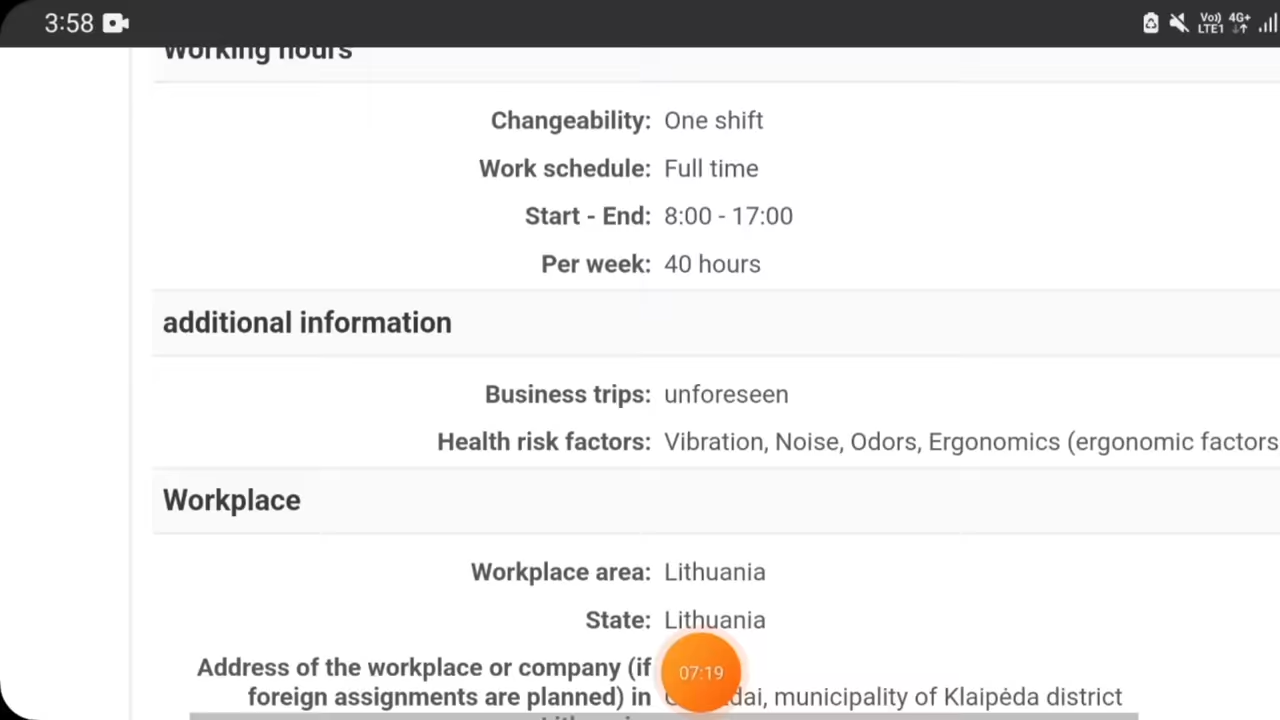 3:58
Vo)) LTE1 4G+
Working hours
Changeability: One shift
Work schedule: Full time
Start - End: 8:00 - 17:00
Per week: 40 hours
additional information
Business trips: unforeseen
Health risk factors: Vibration, Noise, Odors, Ergonomics (ergonomic factors
Workplace
Workplace area: Lithuania
State: Lithuania
Address of the workplace or company (if
foreign assignments are planned) in municipality of Klaipėda district
07:19